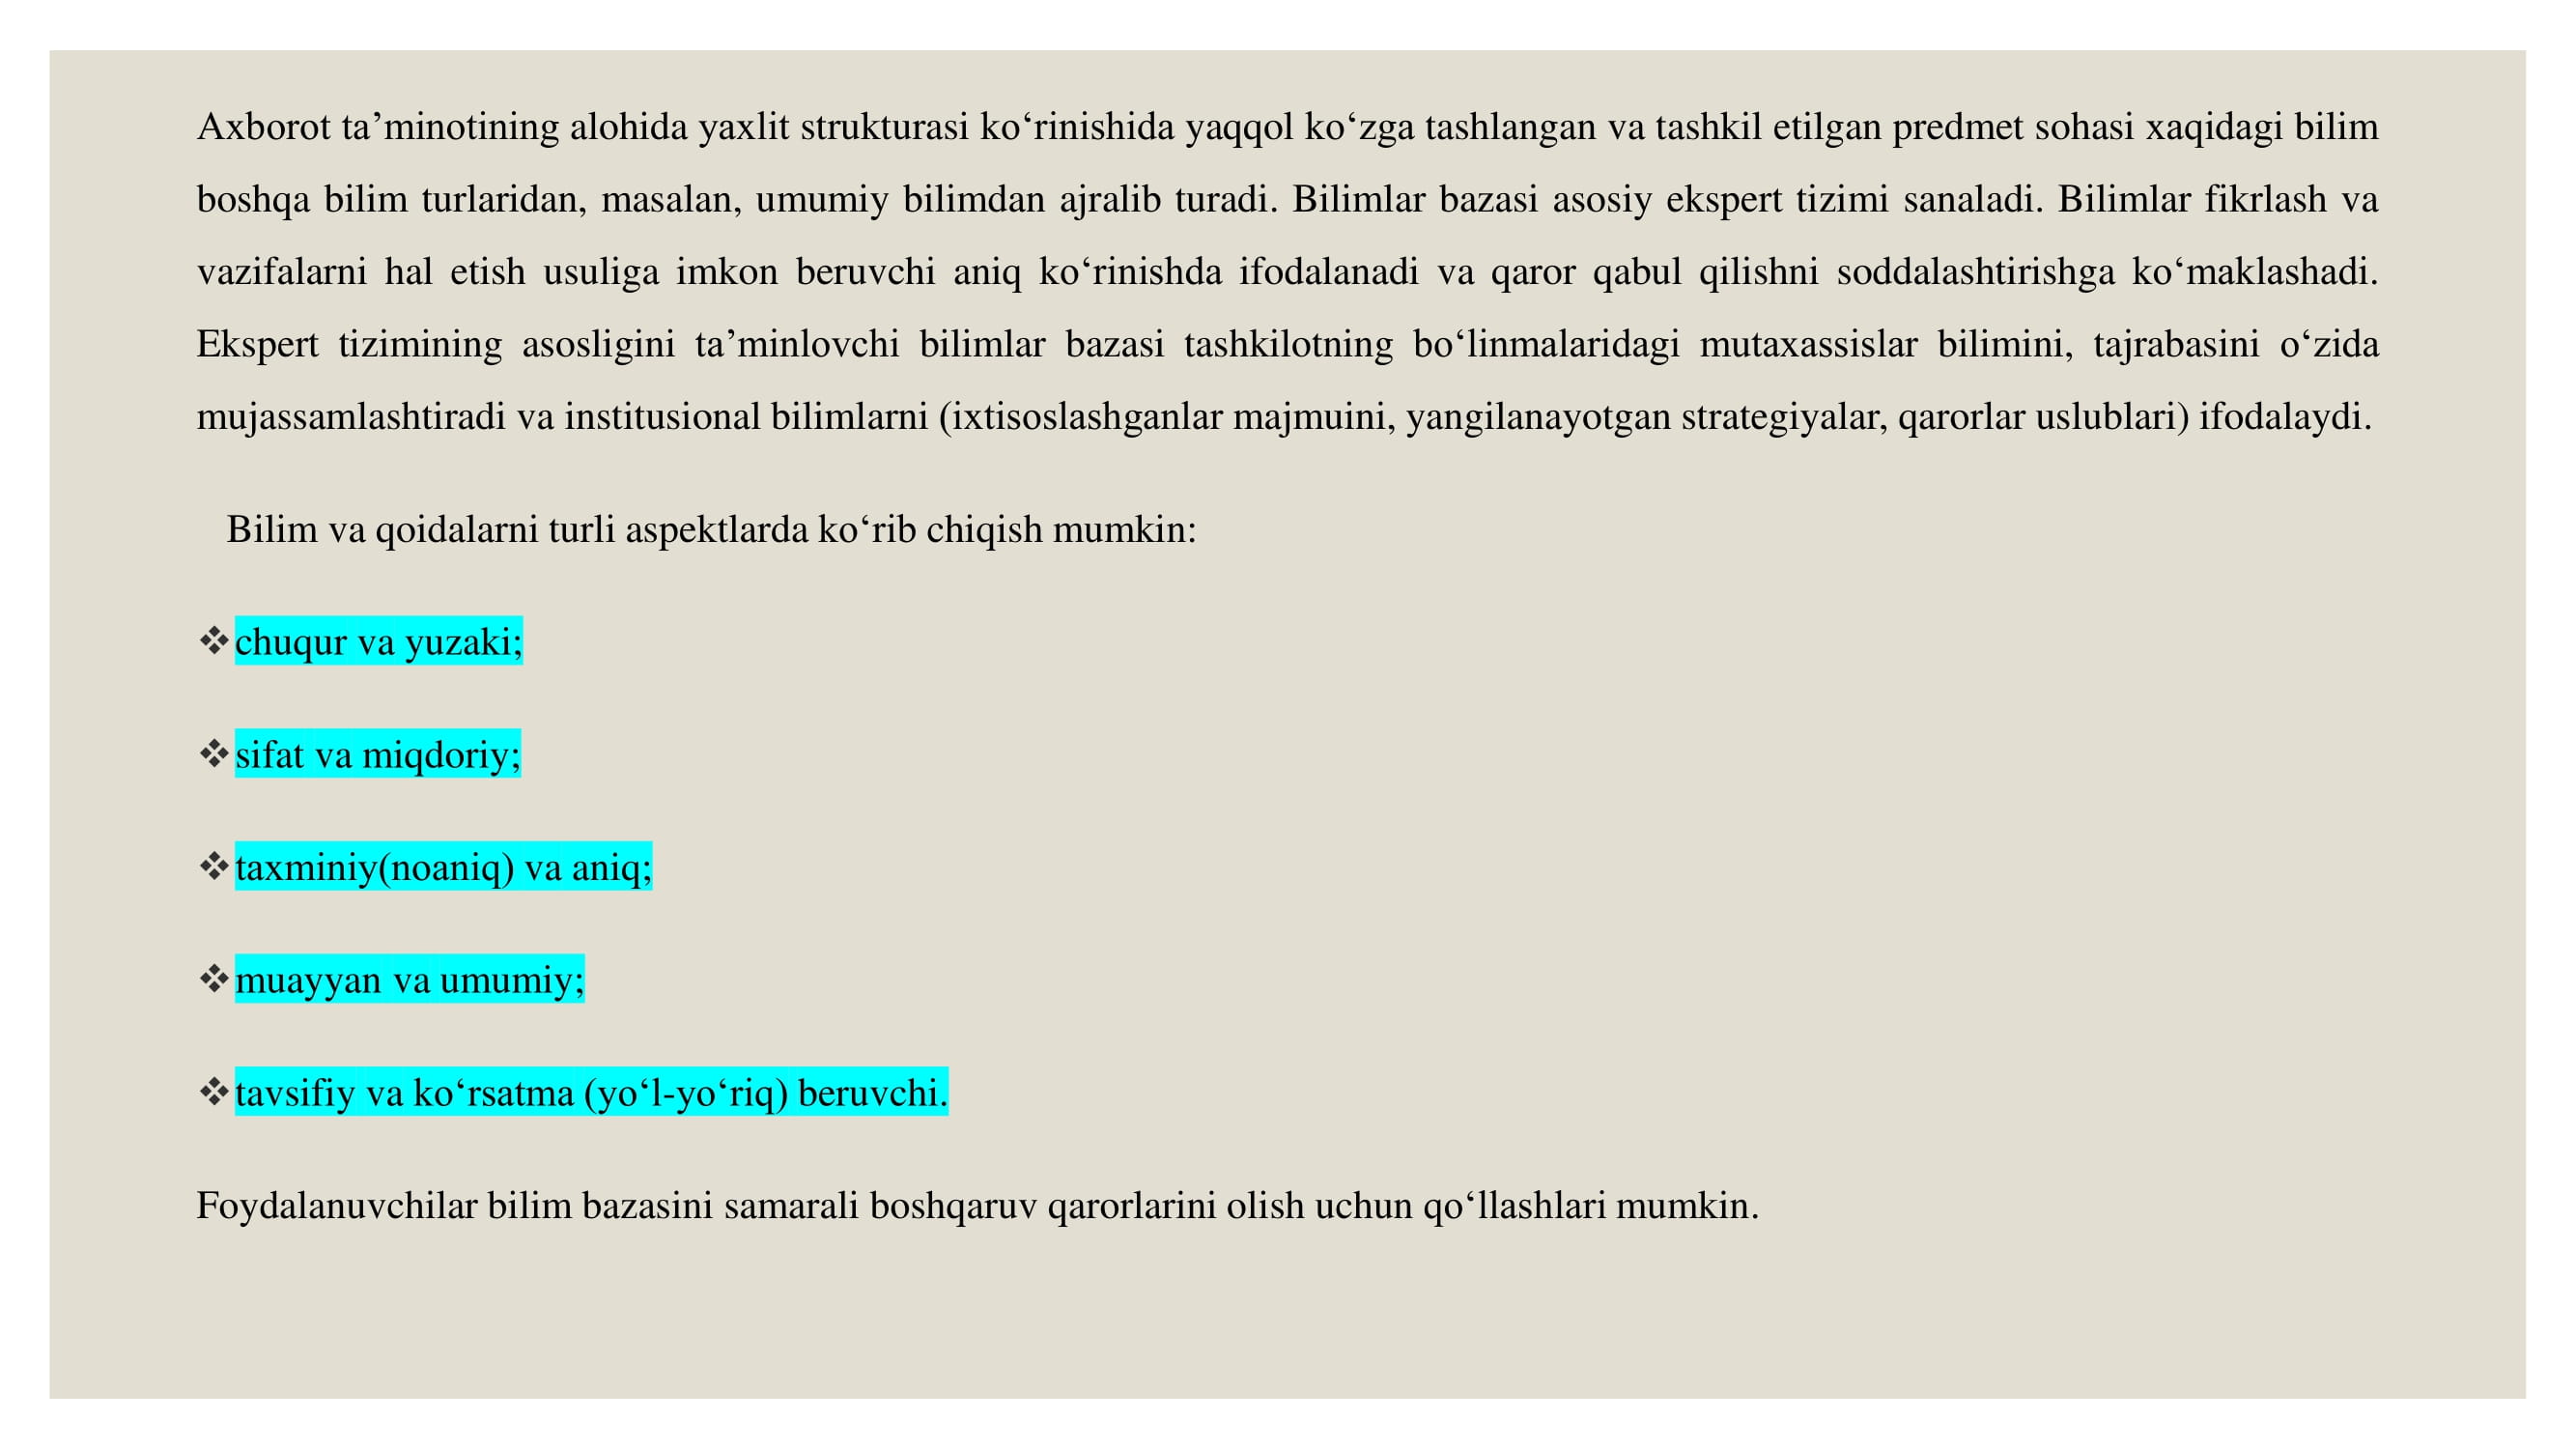 Axborot ta’minotining alohida yaxlit strukturasi ko‘rinishida yaqqol ko‘zga tashlangan va tashkil etilgan predmet sohasi xaqidagi bilim
boshqa bilim turlaridan, masalan, umumiy bilimdan ajralib turadi. Bilimlar bazasi asosiy ekspert tizimi sanaladi. Bilimlar fikrlash va
vazifalarni hal etish usuliga imkon beruvchi aniq ko‘rinishda ifodalanadi va qaror qabul qilishni soddalashtirishga ko‘maklashadi.
Ekspert tizimining asosligini ta’minlovchi bilimlar bazasi tashkilotning bo‘linmalaridagi mutaxassislar bilimini, tajrabasini o‘zida
mujassamlashtiradi va institusional bilimlarni (ixtisoslashganlar majmuini, yangilanayotgan strategiyalar, qarorlar uslublari) ifodalaydi.
Bilim va qoidalarni turli aspektlarda ko‘rib chiqish mumkin:
❖chuqur va yuzaki;
❖sifat va miqdoriy;
❖taxminiy(noaniq) va aniq;
❖muayyan va umumiy;
❖tavsifiy va ko‘rsatma (yo‘l-yo‘riq) beruvchi.
Foydalanuvchilar bilim bazasini samarali boshqaruv qarorlarini olish uchun qo‘llashlari mumkin.